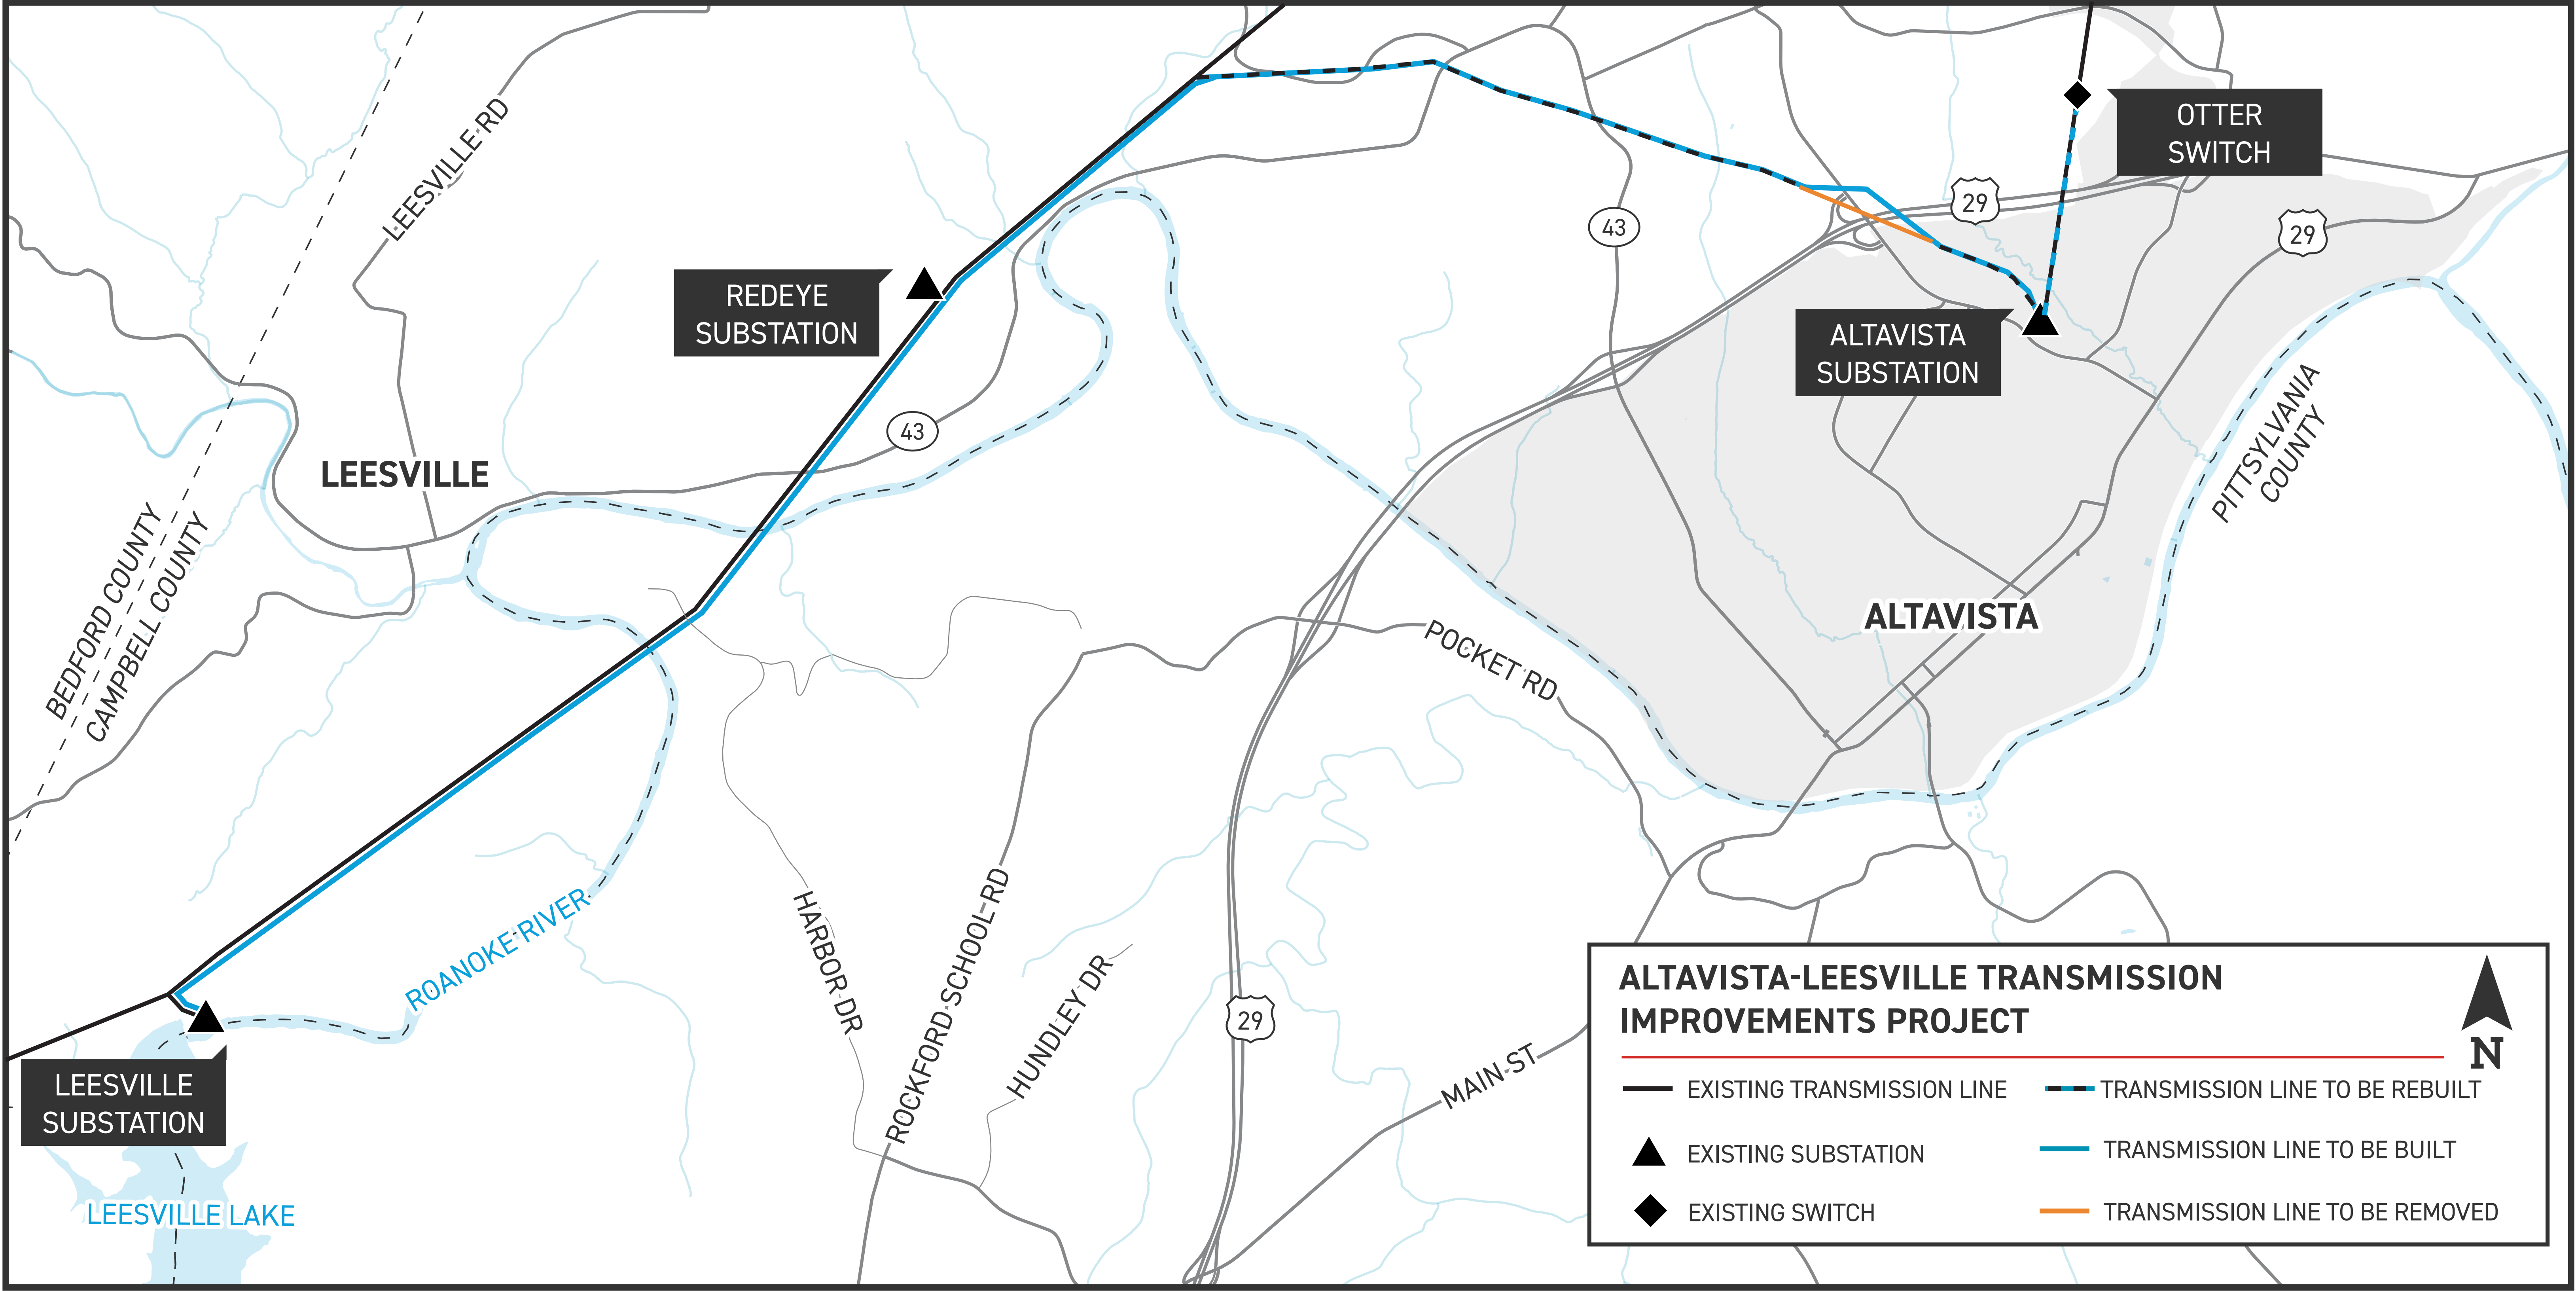 LEESVILLE RD
OTTER
SWITCH
29
43
29
REDEYE
SUBSTATION
ALTAVISTA
SUBSTATION
43
LEESVILLE
PITTSYLVANIA
COUNTY
BEDFORD COUNTY
CAMPBELL COUNTY
ALTAVISTA
POCKET RD
ROANOKE RIVER
HARBOR DR
ROCKFORD SCHOOL RD
HUNDLEY DR
29
MAIN ST
LEESVILLE
SUBSTATION
LEESVILLE LAKE
ALTAVISTA-LEESVILLE TRANSMISSION
IMPROVEMENTS PROJECT
N
EXISTING TRANSMISSION LINE
TRANSMISSION LINE TO BE REBUILT
EXISTING SUBSTATION
TRANSMISSION LINE TO BE BUILT
EXISTING SWITCH
TRANSMISSION LINE TO BE REMOVED